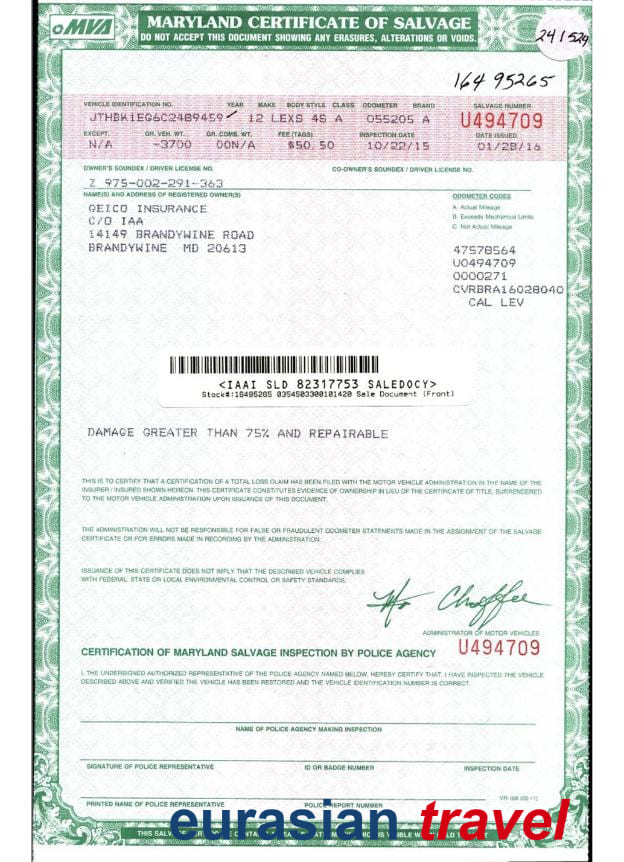 MVA
MARYLAND CERTIFICATE OF SALVAGE
DO NOT ACCEPT THIS DOCUMENT SHOWING ANY ERASURES, ALTERATIONS OR VOIDS.
241529
164 95265
VEHICLE IDENTIFICATION NO. YEAR MAKE BODY STYLE CLASS ODOMETER BRAND SALVAGE NUMBER
JTHBK1EG6C2489459 12 LEXS 4S A 055205 A U494709
EXCEPT. GR. VEH. WT. GR. COMB. WT. FEE (TAGS) INSPECTION DATE DATE ISSUED
N/A -3700 00N/A $50.50 10/22/15 01/28/16
OWNER'S SOUNDEX / DRIVER LICENSE NO. CO-OWNER'S SOUNDEX / DRIVER LICENSE NO.
Z 975-002-291-363
NAME(S) AND ADDRESS OF REGISTERED OWNER(S) ODOMETER CODES
GEICO INSURANCE A. Actual Mileage
C/O IAA B. Exceeds Mechanical Limits
14149 BRANDYWINE ROAD C. Not Actual Mileage
BRANDYWINE MD 20613 47578564
U0494709
0000271
CVRBRA16028040
CAL LEV
<IAAI SLD 82317753 SALEDOCY>
Stock#:16495265 0354503300101420 Sale Document (Front)
DAMAGE GREATER THAN 75% AND REPAIRABLE
THIS IS TO CERTIFY THAT A CERTIFICATION OF A TOTAL LOSS CLAIM HAS BEEN FILED WITH THE MOTOR VEHICLE ADMINISTRATION IN THE NAME OF THE
INSURER / INSURED SHOWN HEREON. THIS CERTIFICATE CONSTITUTES EVIDENCE OF OWNERSHIP IN LIEU OF THE CERTIFICATE OF TITLE, SURRENDERED
TO THE MOTOR VEHICLE ADMINISTRATION UPON ISSUANCE OF THIS DOCUMENT.
THE ADMINISTRATION WILL NOT BE RESPONSIBLE FOR FALSE OR FRAUDULENT ODOMETER STATEMENTS MADE IN THE ASSIGNMENT OF THE SALVAGE
CERTIFICATE OR FOR ERRORS MADE IN RECORDING BY THE ADMINISTRATION.
ISSUANCE OF THIS CERTIFICATE DOES NOT IMPLY THAT THE DESCRIBED VEHICLE COMPLIES
WITH FEDERAL STATE OR LOCAL ENVIRONMENTAL CONTROL OR SAFETY STANDARDS.
ADMINISTRATOR OF MOTOR VEHICLES
CERTIFICATION OF MARYLAND SALVAGE INSPECTION BY POLICE AGENCY U494709
I, THE UNDERSIGNED AUTHORIZED REPRESENTATIVE OF THE POLICE AGENCY NAMED BELOW, HEREBY CERTIFY THAT, I HAVE INSPECTED THE VEHICLE
DESCRIBED ABOVE AND VERIFIED THE VEHICLE HAS BEEN RESTORED AND THE VEHICLE IDENTIFICATION NUMBER IS CORRECT.
NAME OF POLICE AGENCY MAKING INSPECTION
SIGNATURE OF POLICE REPRESENTATIVE ID OR BADGE NUMBER INSPECTION DATE
VR-168 (05-11)
PRINTED NAME OF POLICE REPRESENTATIVE POLICE REPORT NUMBER
eurasian travel
THIS SALV